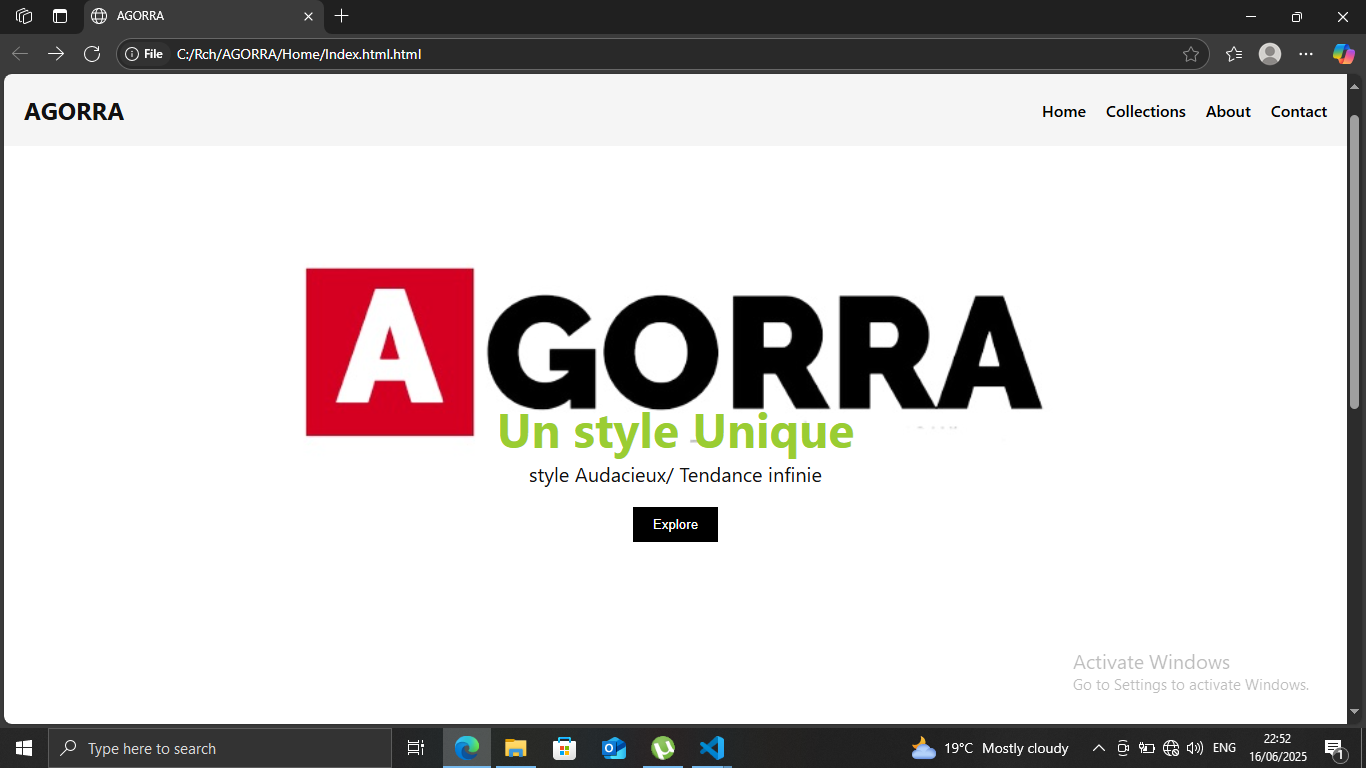 AGORRA
File C:/Rch/AGORRA/Home/Index.html.html
AGORRA
Home Collections About Contact
AGORRA
Un style Unique
style Audacieux/ Tendance infinie
Explore
Activate Windows
Go to Settings to activate Windows.
Type here to search
19°C Mostly cloudy
ENG
22:52
16/06/2025
1